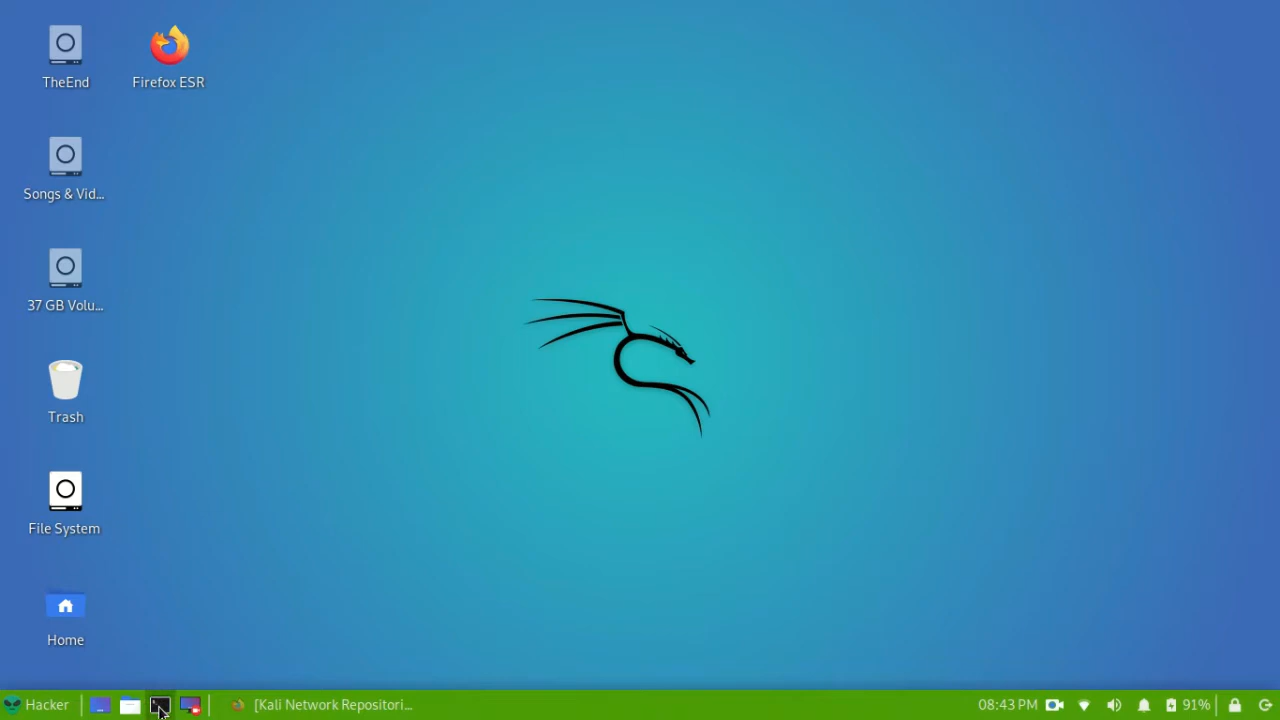 TheEnd
Firefox ESR
Songs & Vid...
37 GB Volu...
Trash
File System
Home
Hacker
[Kali Network Repositori...
08:43 PM
91%